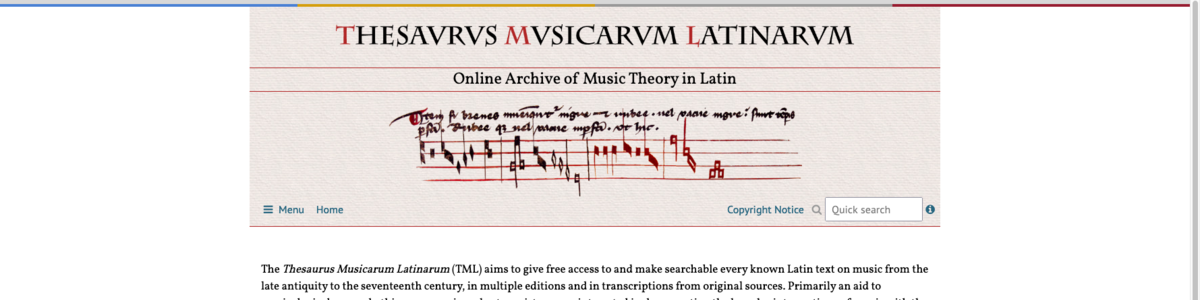 THESAVRVS MVSICARVM LATINARVM
Online Archive of Music Theory in Latin
Menu Home Copyright Notice Quick search
The Thesaurus Musicarum Latinarum (TML) aims to give free access to and make searchable every known Latin text on music from the
late antiquity to the seventeenth century, in multiple editions and in transcriptions from original sources. Primarily an aid to